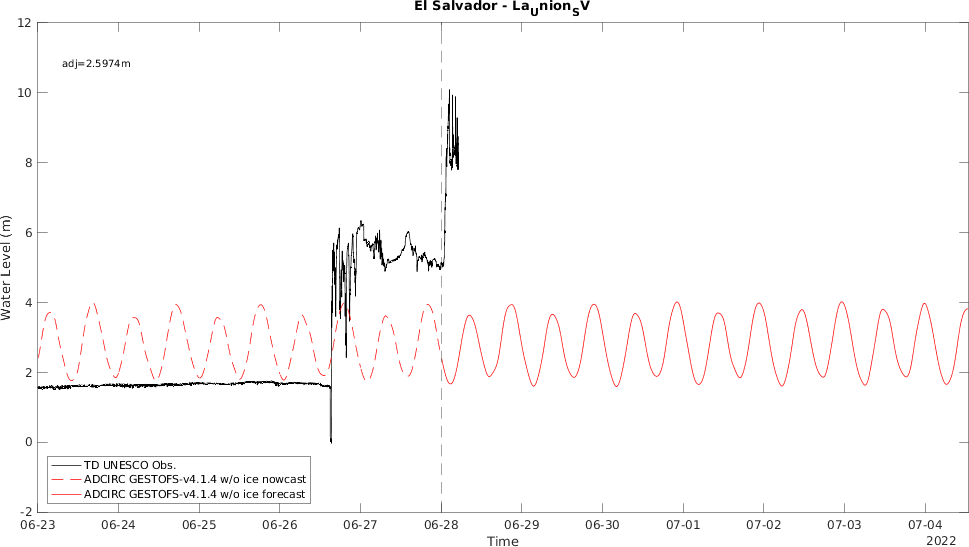 El Salvador - LaUnionSV
adj=2.5974m
Water Level (m)
12
10
8
6
4
2
0
-2
TD UNESCO Obs.
ADCIRC GESTOFS-v4.1.4 w/o ice nowcast
ADCIRC GESTOFS-v4.1.4 w/o ice forecast
06-23 06-24 06-25 06-26 06-27 06-28 06-29 06-30 07-01 07-02 07-03 07-04
Time
2022